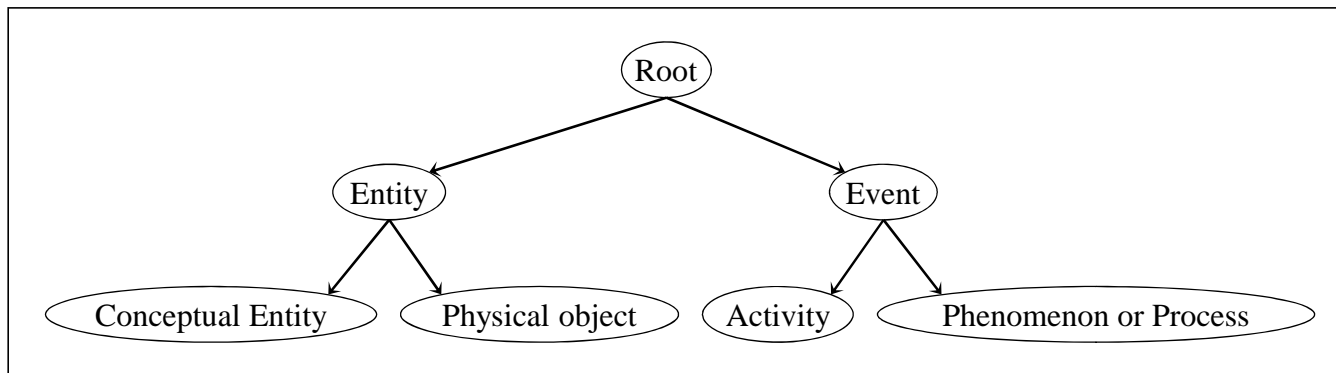 Root
Entity Event
Conceptual Entity Physical object Activity Phenomenon or Process